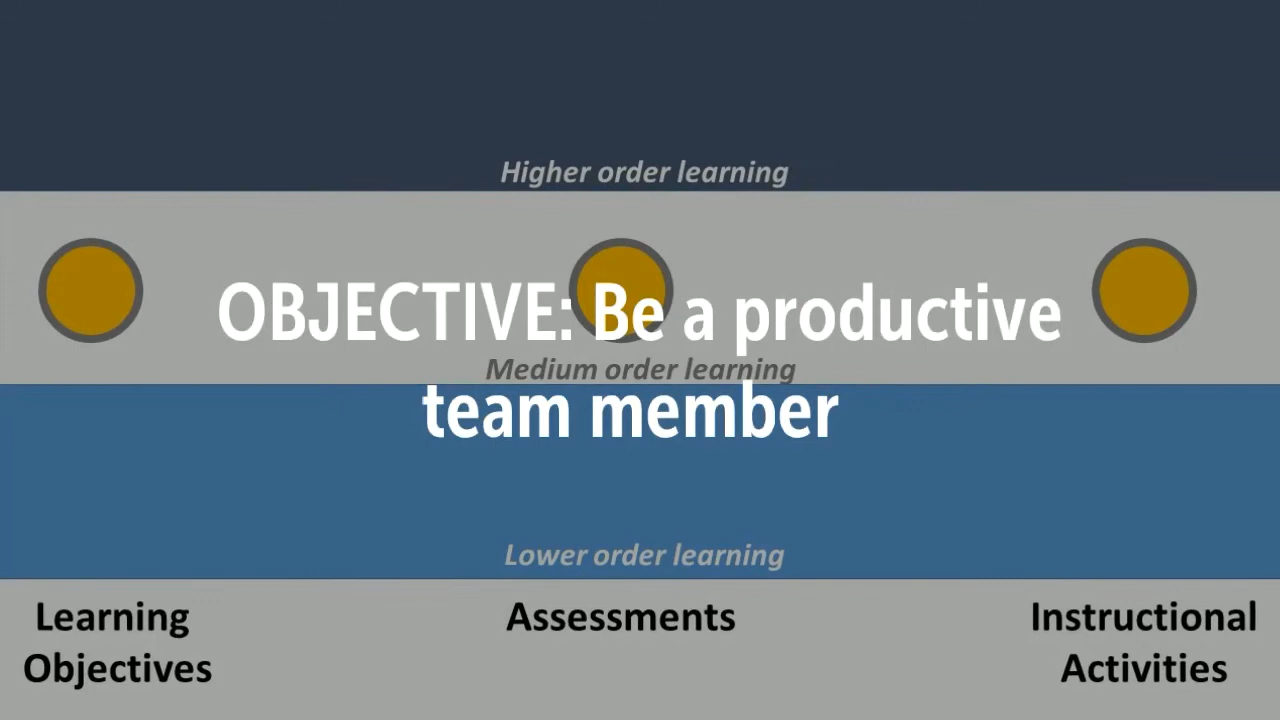 Higher order learning
OBJECTIVE: Be a productive
Medium order learning
team member
Lower order learning
Learning
Objectives
Assessments
Instructional
Activities